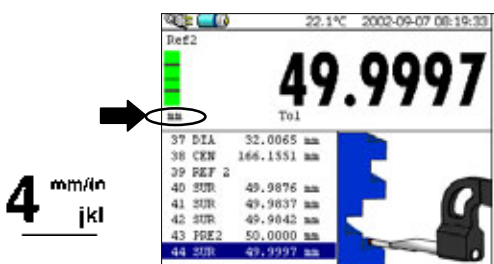 22.1°C 2002-09-07 08:19:33
Ref2
49.9997
mm Tol
37 DIA 32.0065 mm
38 CEN 166.1551 mm
39 REF 2
40 SUR 49.9876 mm
41 SUR 49.9837 mm
42 SUR 49.9842 mm
43 PRE2 50.0000 mm
44 SUR 49.9997 mm
4 mm/in
jkl